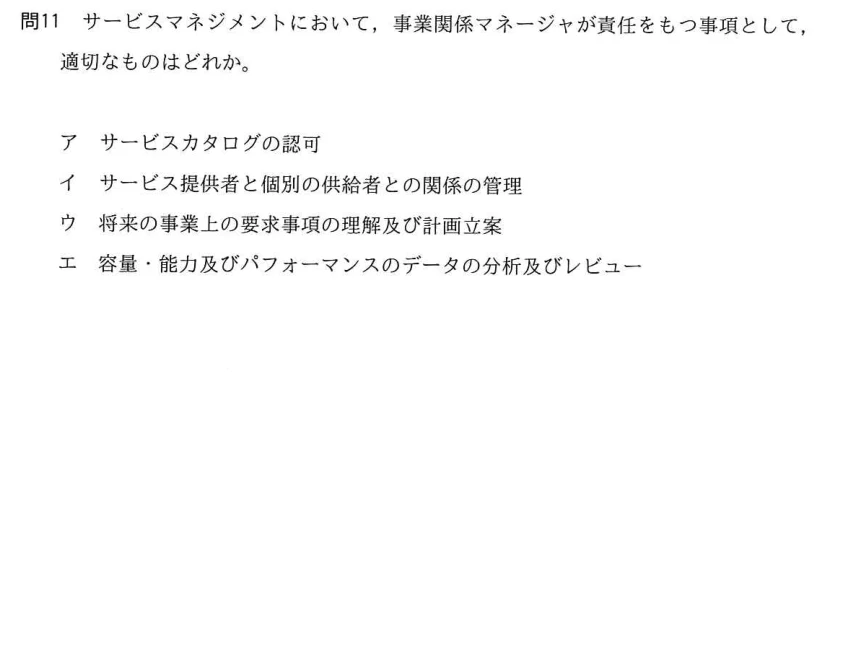 問11　サービスマネジメントにおいて，事業関係マネージャが責任をもつ事項として，
適切なものはどれか。
ア　サービスカタログの認可
イ　サービス提供者と個別の供給者との関係の管理
ウ　将来の事業上の要求事項の理解及び計画立案
エ　容量・能力及びパフォーマンスのデータの分析及びレビュー